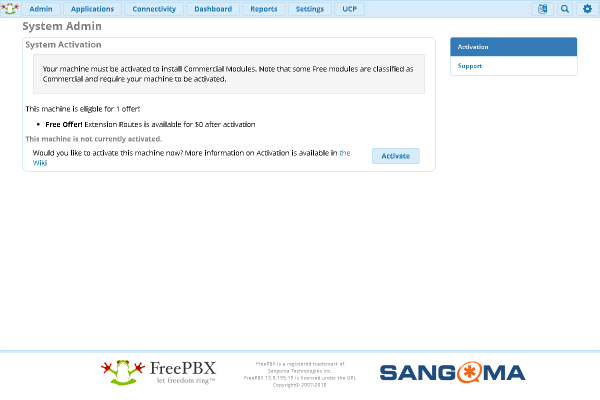 Admin Applications Connectivity Dashboard Reports Settings UCP
System Admin
System Activation
Your machine must be activated to install Commercial Modules. Note that some Free modules are classified as
Commercial and require your machine to be activated.
This machine is eligible for 1 offer!
Free Offer! Extension Routes is available for $0 after activation
This machine is not currently activated.
Would you like to activate this machine now? More information on Activation is available in the
Wiki
Activate
Activation
Support
FreePBX
let freedom ring™
FreePBX is a registered trademark of
Sangoma Technologies Inc.
FreePBX 13.0.195.19 is licensed under the GPL
Copyright© 2007-2018
SANGOMA